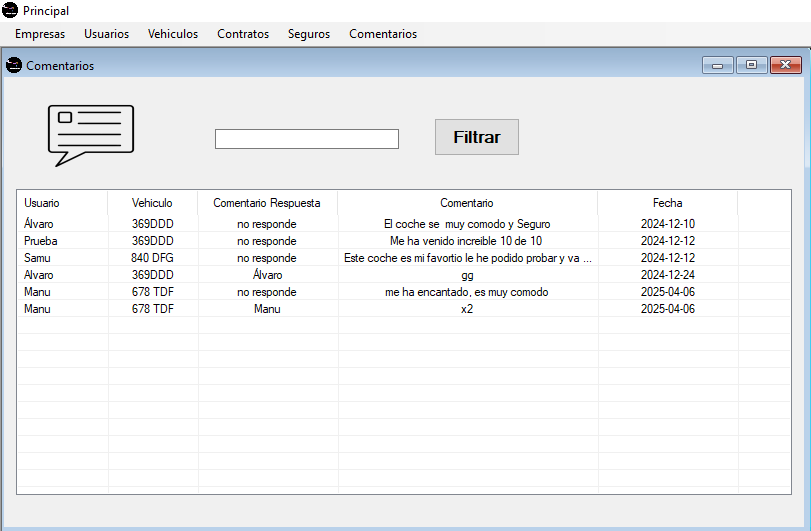 Principal
Empresas Usuarios Vehiculos Contratos Seguros Comentarios
Comentarios
Filtrar
Usuario Vehiculo Comentario Respuesta Comentario Fecha
Álvaro 369DDD no responde El coche se muy comodo y Seguro 2024-12-10
Prueba 369DDD no responde Me ha venido increible 10 de 10 2024-12-12
Samu 840 DFG no responde Este coche es mi favortio le he podido probar y va ... 2024-12-12
Alvaro 369DDD Álvaro gg 2024-12-24
Manu 678 TDF no responde me ha encantado, es muy comodo 2025-04-06
Manu 678 TDF Manu x2 2025-04-06